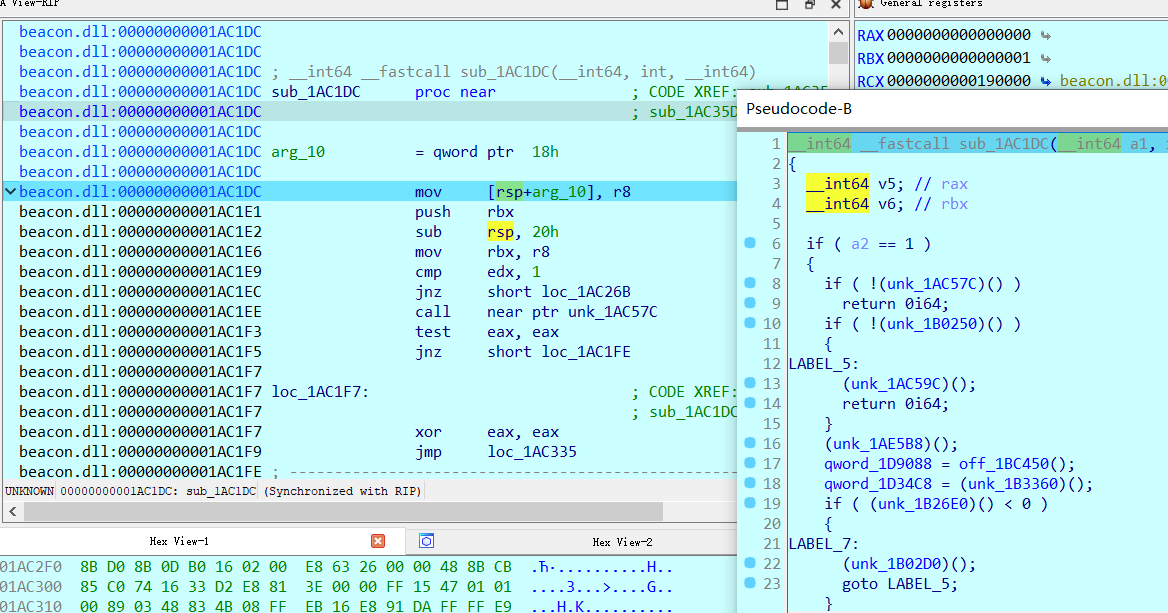 A View-RIP
General registers
beacon.dll:00000000001AC1DC
beacon.dll:00000000001AC1DC
beacon.dll:00000000001AC1DC ; __int64 __fastcall sub_1AC1DC(__int64, int, __int64)
beacon.dll:00000000001AC1DC sub_1AC1DC proc near ; CODE XREF:
beacon.dll:00000000001AC1DC ; sub_1AC35D
beacon.dll:00000000001AC1DC
beacon.dll:00000000001AC1DC arg_10 = qword ptr 18h
beacon.dll:00000000001AC1DC
beacon.dll:00000000001AC1DC mov [rsp+arg_10], r8
beacon.dll:00000000001AC1E1 push rbx
beacon.dll:00000000001AC1E2 sub rsp, 20h
beacon.dll:00000000001AC1E6 mov rbx, r8
beacon.dll:00000000001AC1E9 cmp edx, 1
beacon.dll:00000000001AC1EC jnz short loc_1AC26B
beacon.dll:00000000001AC1EE call near ptr unk_1AC57C
beacon.dll:00000000001AC1F3 test eax, eax
beacon.dll:00000000001AC1F5 jnz short loc_1AC1FE
beacon.dll:00000000001AC1F7
beacon.dll:00000000001AC1F7 loc_1AC1F7: ; CODE XREF:
beacon.dll:00000000001AC1F7 ; sub_1AC1DC
beacon.dll:00000000001AC1F7 xor eax, eax
beacon.dll:00000000001AC1F9 jmp loc_1AC335
beacon.dll:00000000001AC1FE ; ----------------------------------------
UNKNOWN 00000000001AC1DC: sub_1AC1DC (Synchronized with RIP)
RAX 0000000000000000
RBX 0000000000000001
RCX 0000000000190000 beacon.dll:00
Pseudocode-B
1 __int64 __fastcall sub_1AC1DC(__int64 a1,
2 {
3 __int64 v5; // rax
4 __int64 v6; // rbx
5
6 if ( a2 == 1 )
7 {
8 if ( !(unk_1AC57C)() )
9 return 0i64;
10 if ( !(unk_1B0250)() )
11 {
12 LABEL_5:
13 (unk_1AC59C)();
14 return 0i64;
15 }
16 (unk_1AE5B8)();
17 qword_1D9088 = off_1BC450();
18 qword_1D34C8 = (unk_1B3360)();
19 if ( (unk_1B26E0)() < 0 )
20 {
21 LABEL_7:
22 (unk_1B02D0)();
23 goto LABEL_5;
}
Hex View-1
Hex View-2
01AC2F0 8B D0 8B 0D B0 16 02 00 E8 63 26 00 00 48 8B CB .Ћ·..........H..
01AC300 85 C0 74 16 33 D2 E8 81 3E 00 00 FF 15 47 01 01 ....3...>....G..
01AC310 00 89 03 48 83 4B 08 FF EB 16 E8 91 DA FF FF E9 ...H.K..........